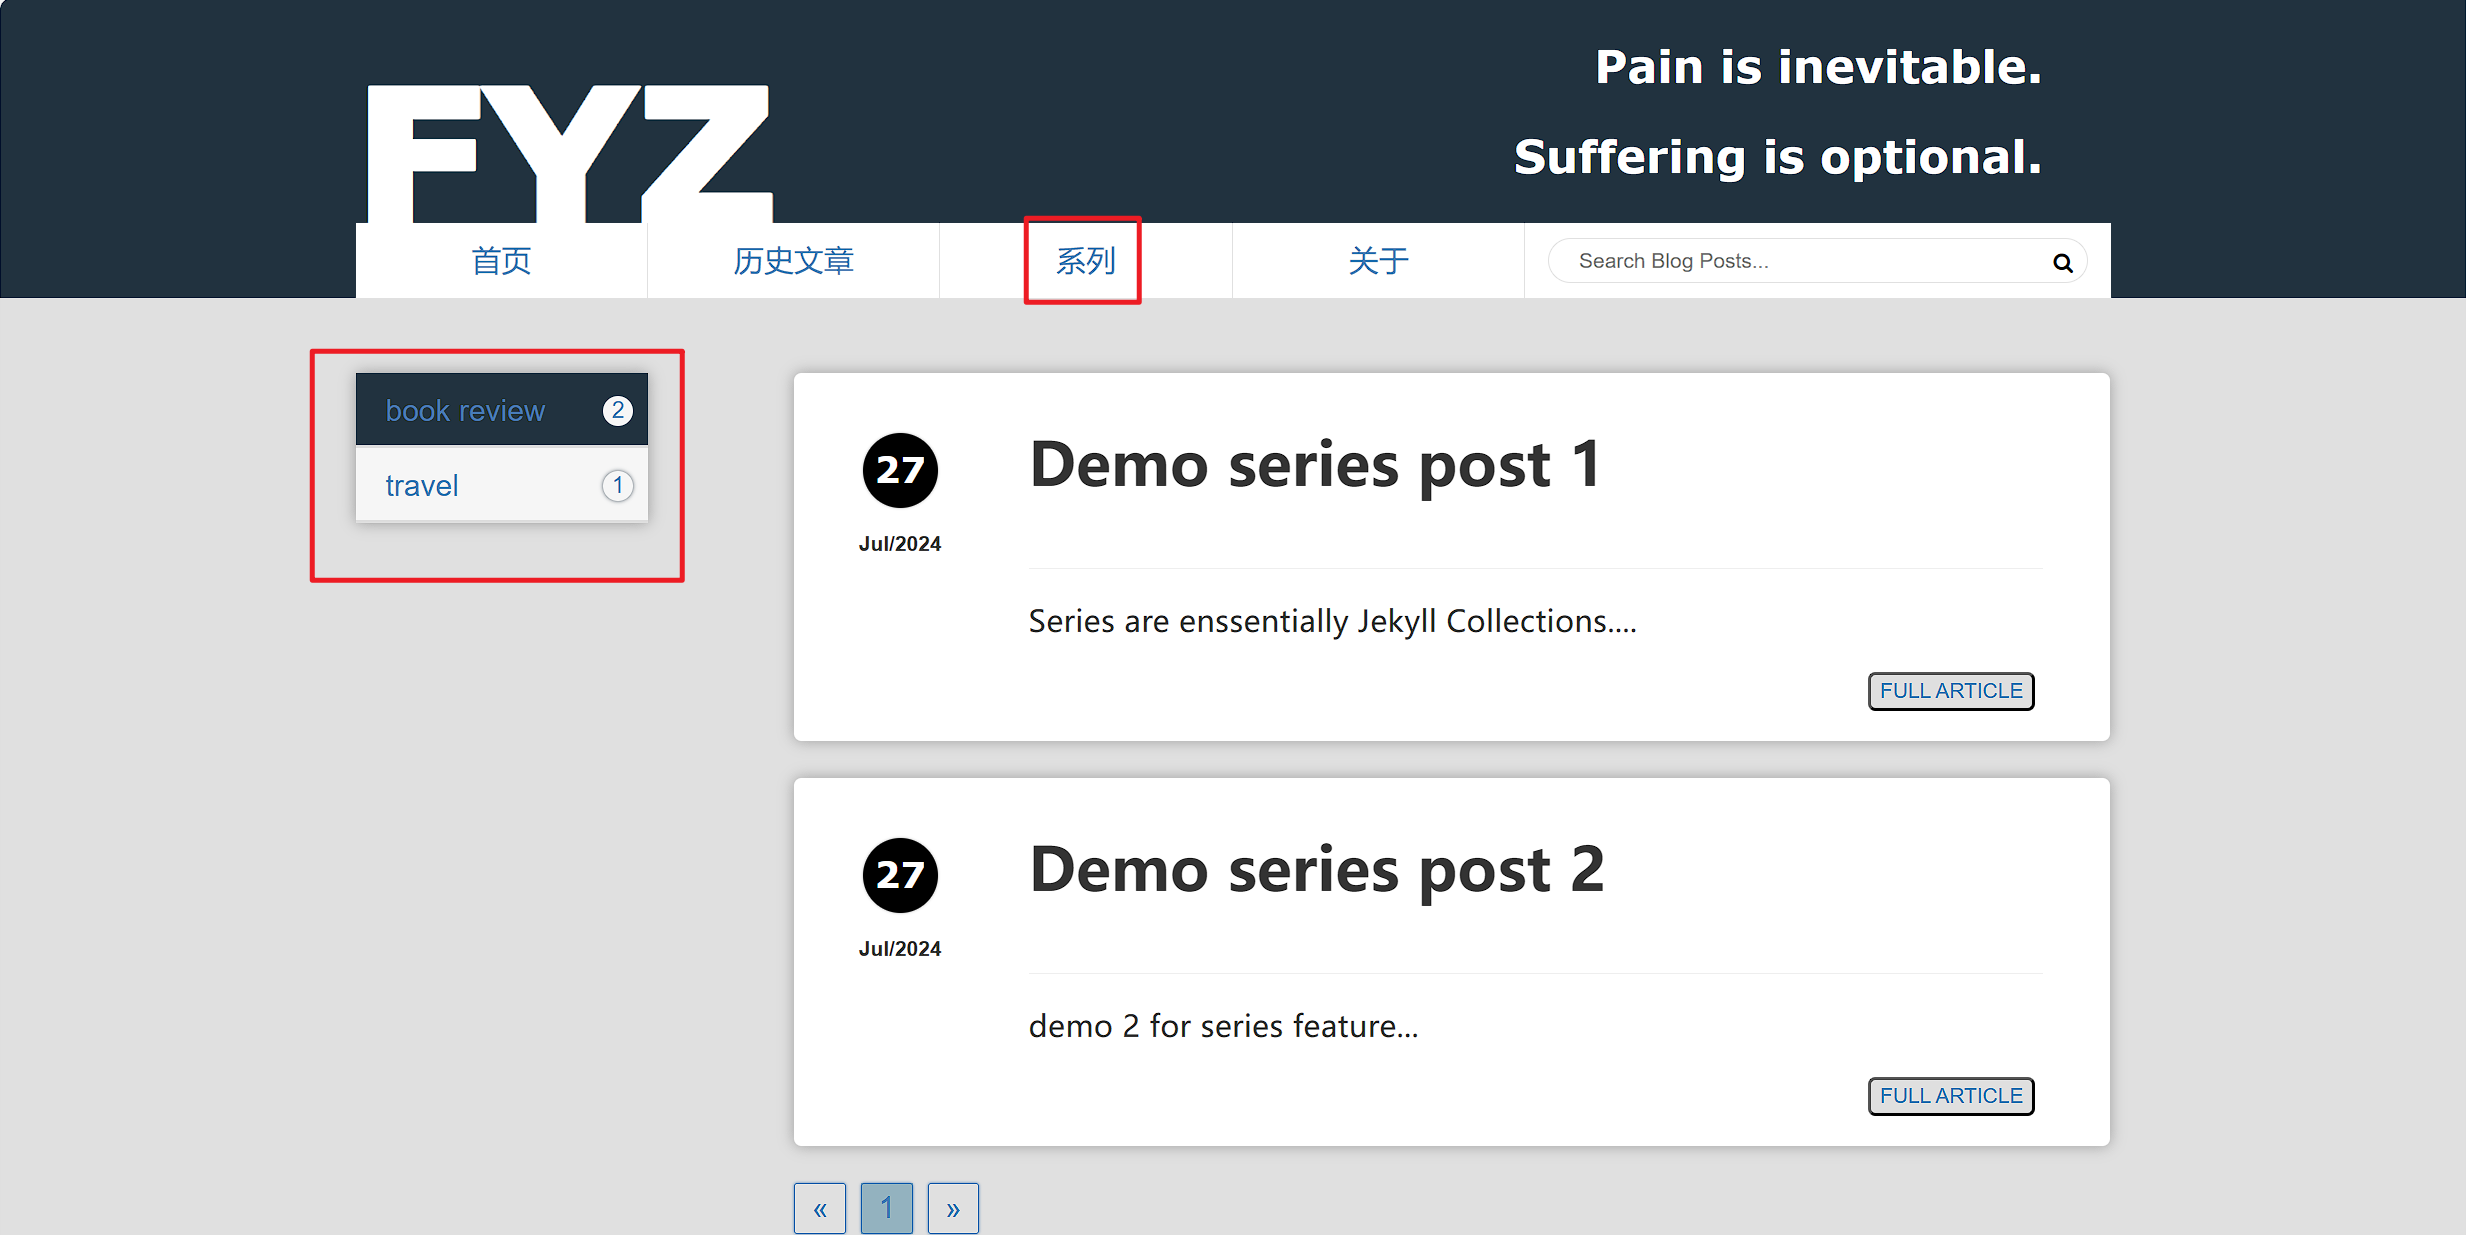 Pain is inevitable.
Suffering is optional.
FYZ
首页
历史文章
系列
关于
Search Blog Posts...
book review 2
travel 1
27
Jul/2024
Demo series post 1
Series are enssentially Jekyll Collections....
FULL ARTICLE
27
Jul/2024
Demo series post 2
demo 2 for series feature...
FULL ARTICLE
« 1 »